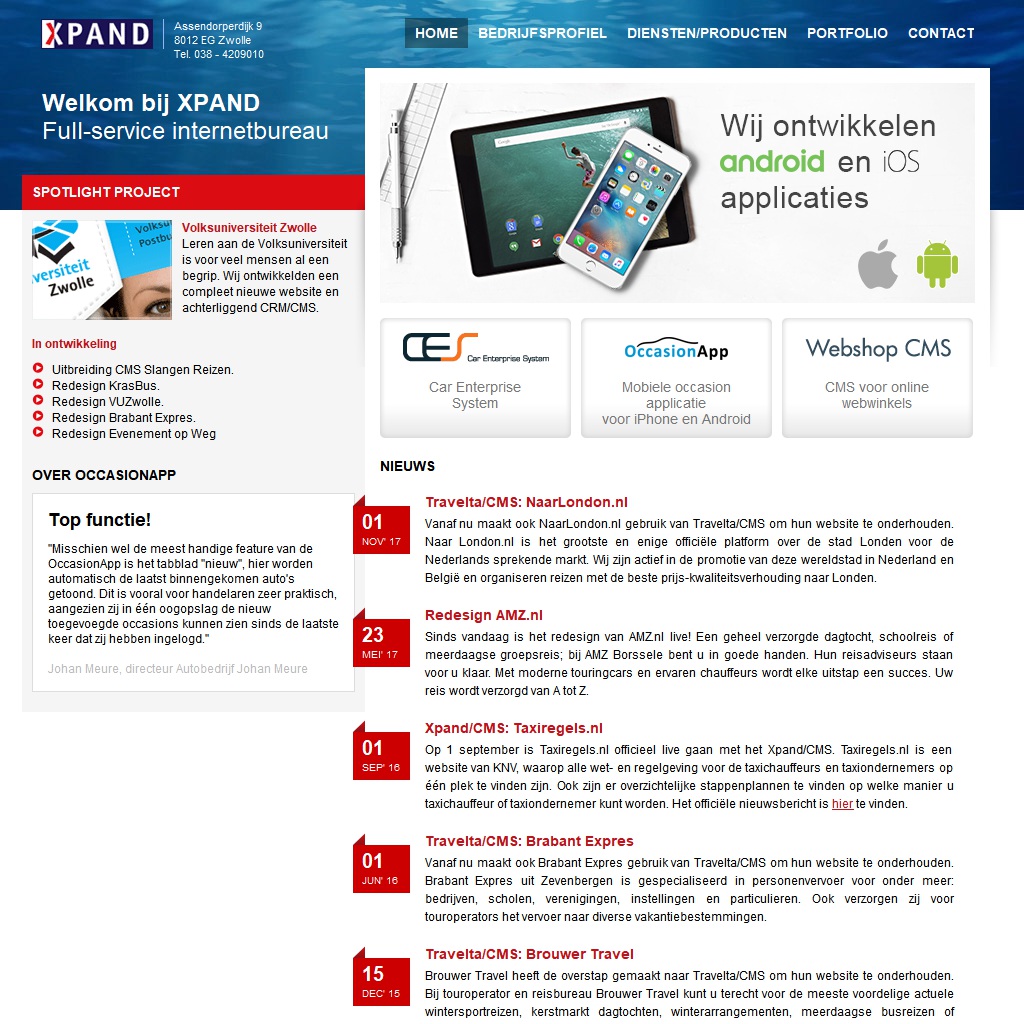 XPAND
Assendorperdijk 9
8012 EG Zwolle
Tel. 038 - 4209010
HOME
BEDRIJFSPROFIEL
DIENSTEN/PRODUCTEN
PORTFOLIO
CONTACT
Welkom bij XPAND
Full-service internetbureau
Wij ontwikkelen
android en iOS
applicaties
SPOTLIGHT PROJECT
Volksuniversiteit Zwolle
Leren aan de Volksuniversiteit
is voor veel mensen al een
begrip. Wij ontwikkelden een
compleet nieuwe website en
achterliggend CRM/CMS.
versiteit
Zwolle
In ontwikkeling
Uitbreiding CMS Slangen Reizen.
Redesign KrasBus.
Redesign VUZwolle.
Redesign Brabant Expres.
Redesign Evenement op Weg
OVER OCCASIONAPP
Top functie!
"Misschien wel de meest handige feature van de
OccasionApp is het tabblad "nieuw", hier worden
automatisch de laatst binnengekomen auto's
getoond. Dit is vooral voor handelaren zeer praktisch,
aangezien zij in één oogopslag de nieuw
toegevoegde occasions kunnen zien sinds de laatste
keer dat zij hebben ingelogd."
Johan Meure, directeur Autobedrijf Johan Meure
CES Car Enterprise System
Car Enterprise
System
OccasionApp
Mobiele occasion
applicatie
voor iPhone en Android
Webshop CMS
CMS voor online
webwinkels
NIEUWS
01
NOV' 17
Travelta/CMS: NaarLondon.nl
Vanaf nu maakt ook NaarLondon.nl gebruik van Travelta/CMS om hun website te onderhouden.
Naar London.nl is het grootste en enige officiële platform over de stad Londen voor de
Nederlands sprekende markt. Wij zijn actief in de promotie van deze wereldstad in Nederland en
België en organiseren reizen met de beste prijs-kwaliteitsverhouding naar Londen.
23
MEI' 17
Redesign AMZ.nl
Sinds vandaag is het redesign van AMZ.nl live! Een geheel verzorgde dagtocht, schoolreis of
meerdaagse groepsreis; bij AMZ Borssele bent u in goede handen. Hun reisadviseurs staan
voor u klaar. Met moderne touringcars en ervaren chauffeurs wordt elke uitstap een succes. Uw
reis wordt verzorgd van A tot Z.
01
SEP' 16
Xpand/CMS: Taxiregels.nl
Op 1 september is Taxiregels.nl officieel live gaan met het Xpand/CMS. Taxiregels.nl is een
website van KNV, waarop alle wet- en regelgeving voor de taxichauffeurs en taxiondernemers op
één plek te vinden zijn. Ook zijn er overzichtelijke stappenplannen te vinden op welke manier u
taxichauffeur of taxiondernemer kunt worden. Het officiële nieuwsbericht is hier te vinden.
01
JUN' 16
Travelta/CMS: Brabant Expres
Vanaf nu maakt ook Brabant Expres gebruik van Travelta/CMS om hun website te onderhouden.
Brabant Expres uit Zevenbergen is gespecialiseerd in personenvervoer voor onder meer:
bedrijven, scholen, verenigingen, instellingen en particulieren. Ook verzorgen zij voor
touroperators het vervoer naar diverse vakantiebestemmingen.
15
DEC' 15
Travelta/CMS: Brouwer Travel
Brouwer Travel heeft de overstap gemaakt naar Travelta/CMS om hun website te onderhouden.
Bij touroperator en reisbureau Brouwer Travel kunt u terecht voor de meeste voordelige actuele
wintersportreizen, kerstmarkt dagtochten, winterarrangementen, meerdaagse busreizen of